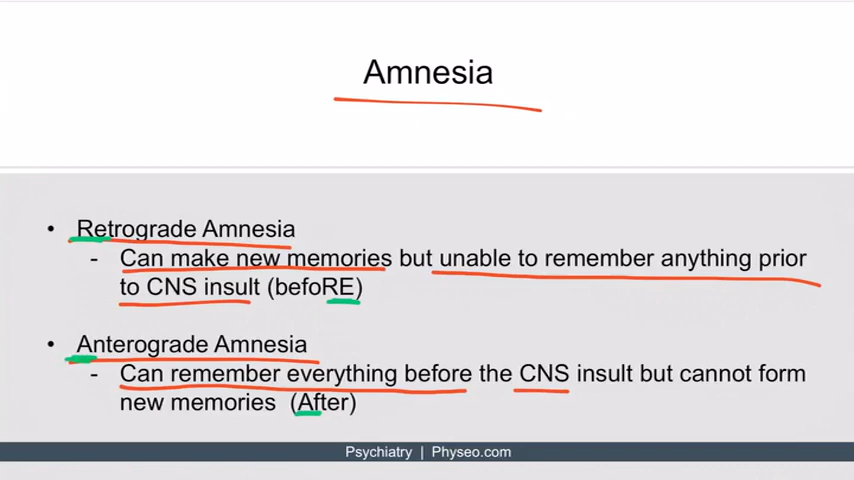 Amnesia
• Retrograde Amnesia
- Can make new memories but unable to remember anything prior
to CNS insult (befoRE)
• Anterograde Amnesia
- Can remember everything before the CNS insult but cannot form
new memories (After)
Psychiatry | Physeo.com